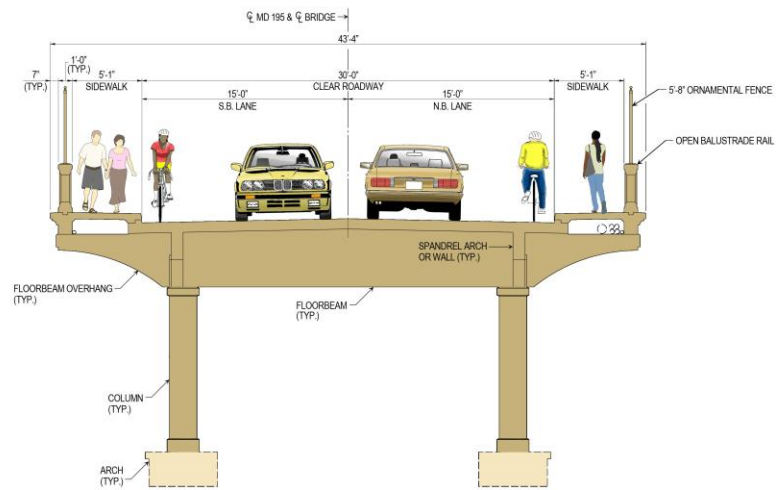 ℄ MD 195 & ℄ BRIDGE
43'-4"
1'-0"
(TYP.)
7"
(TYP.)
5'-1"
SIDEWALK
30'-0"
CLEAR ROADWAY
5'-1"
SIDEWALK
15'-0"
S.B. LANE
15'-0"
N.B. LANE
5'-8" ORNAMENTAL FENCE
OPEN BALUSTRADE RAIL
SPANDREL ARCH
OR WALL (TYP.)
FLOORBEAM OVERHANG
(TYP.)
FLOORBEAM
(TYP.)
COLUMN
(TYP.)
ARCH
(TYP.)